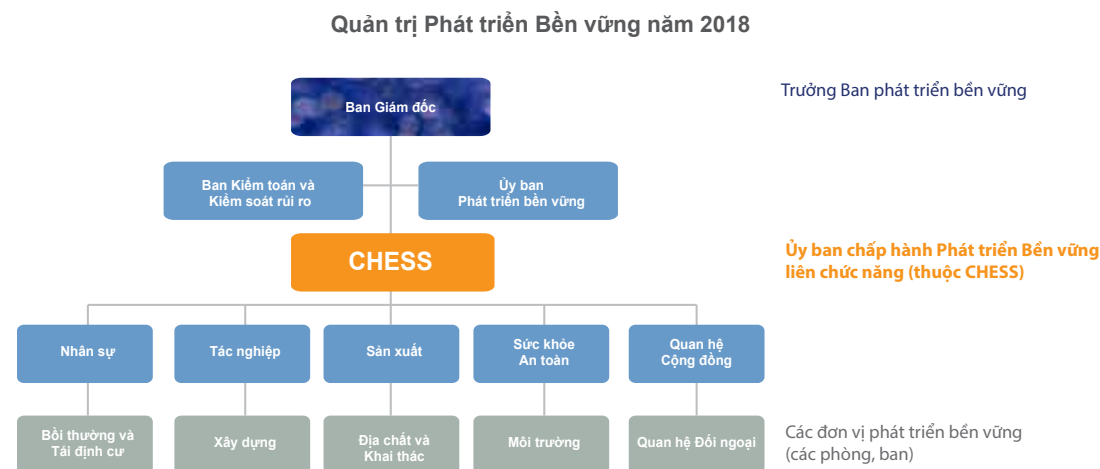 Quản trị Phát triển Bền vững năm 2018
Ban Giám đốc
Trưởng Ban phát triển bền vững
Ban Kiểm toán và
Kiểm soát rủi ro
Ủy ban
Phát triển bền vững
CHESS
Ủy ban chấp hành Phát triển Bền vững
liên chức năng (thuộc CHESS)
Nhân sự
Tác nghiệp
Sản xuất
Sức khỏe
An toàn
Quan hệ
Cộng đồng
Bồi thường và
Tái định cư
Xây dựng
Địa chất và
Khai thác
Môi trường
Quan hệ Đối ngoại
Các đơn vị phát triển bền vững
(các phòng, ban)